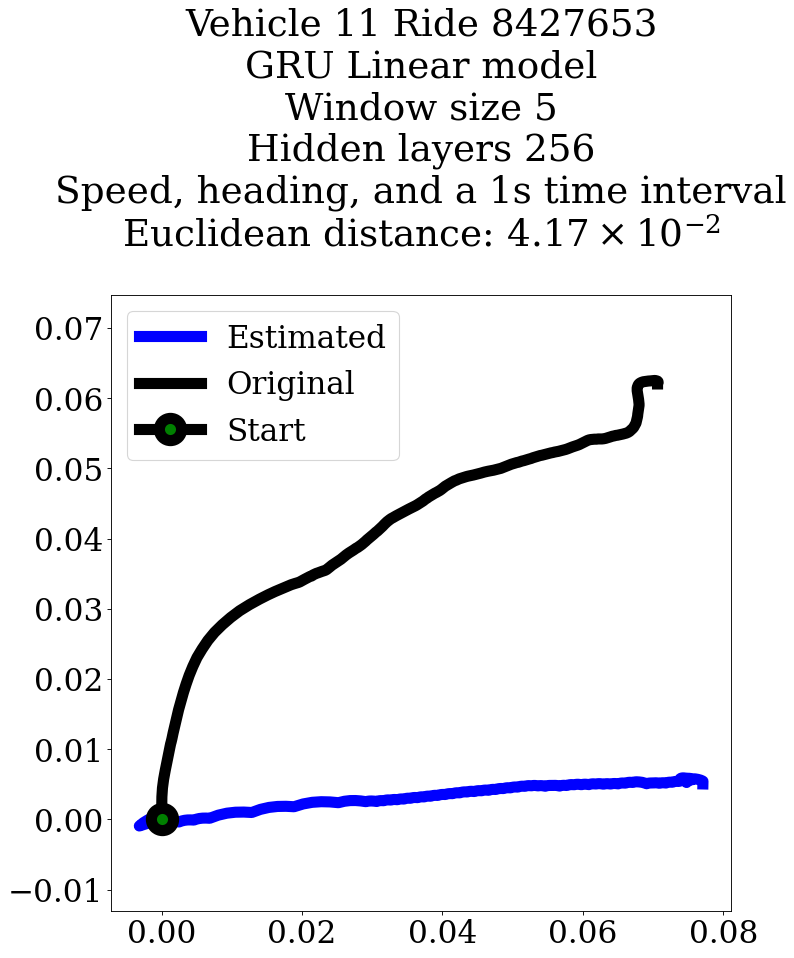 Vehicle 11 Ride 8427653
GRU Linear model
Window size 5
Hidden layers 256
Speed, heading, and a 1s time interval
Euclidean distance: 4.17 × 10⁻²
Estimated
Original
Start
0.07
0.06
0.05
0.04
0.03
0.02
0.01
0.00
−0.01
0.00 0.02 0.04 0.06 0.08